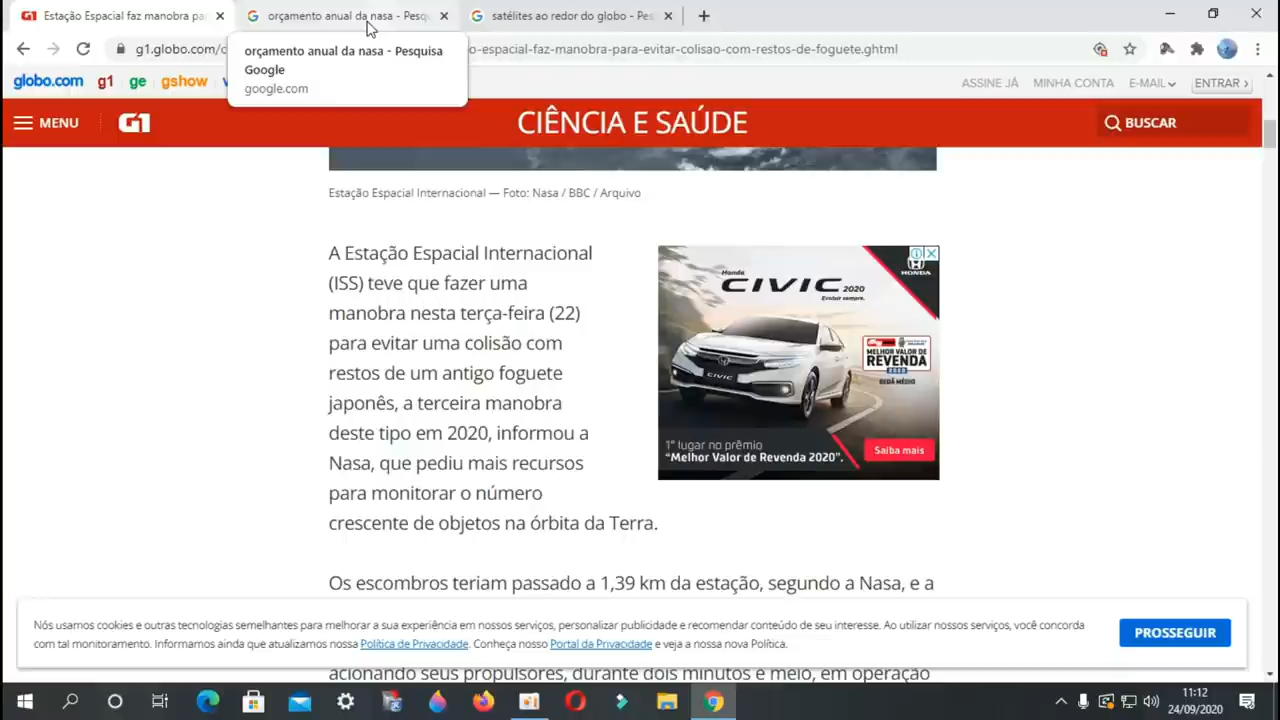 Estação Espacial faz manobra pa
orçamento anual da nasa - Pesq
satélites ao redor do globo - Pes
orçamento anual da nasa - Pesquisa
Google
google.com
g1.globo.com/c
o-espacial-faz-manobra-para-evitar-colisao-com-restos-de-foguete.ghtml
globo.com g1 ge gshow
ASSINE JÁ MINHA CONTA E-MAIL ENTRAR
MENU G1 CIÊNCIA E SAÚDE BUSCAR
Estação Espacial Internacional — Foto: Nasa / BBC / Arquivo
A Estação Espacial Internacional
(ISS) teve que fazer uma
manobra nesta terça-feira (22)
para evitar uma colisão com
restos de um antigo foguete
japonês, a terceira manobra
deste tipo em 2020, informou a
Nasa, que pediu mais recursos
para monitorar o número
crescente de objetos na órbita da Terra.
Honda
CIVIC 2020
Evoluir sempre.
HONDA
MELHOR VALOR DE
REVENDA
2020
SEDÃ MÉDIO
CIVIC
1º lugar no prêmio
“Melhor Valor de Revenda 2020”.
Saiba mais
Os escombros teriam passado a 1,39 km da estação, segundo a Nasa, e a
Nós usamos cookies e outras tecnologias semelhantes para melhorar a sua experiência em nossos serviços, personalizar publicidade e recomendar conteúdo de seu interesse. Ao utilizar nossos serviços, você concorda
com tal monitoramento. Informamos ainda que atualizamos nossa Política de Privacidade. Conheça nosso Portal da Privacidade e veja a nossa nova Política.
PROSSEGUIR
acionando seus propulsores, durante dois minutos e meio, em operação
11:12
24/09/2020